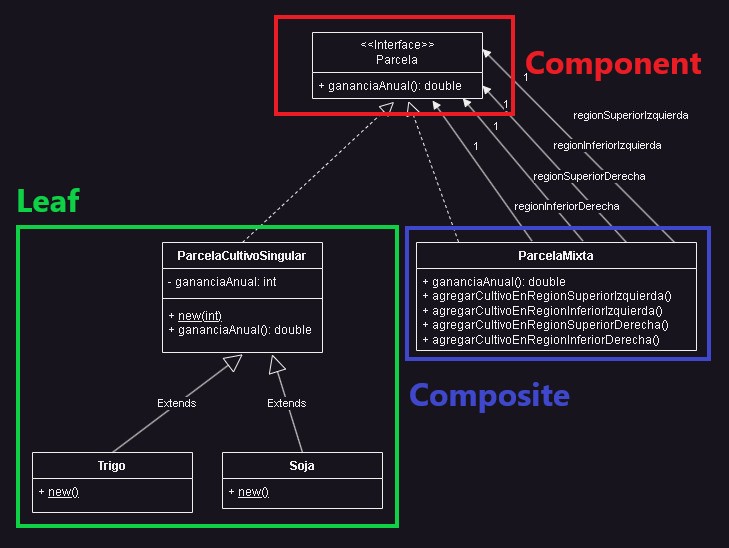 <<Interface>>
Parcela
+ gananciaAnual(): double
Component
1
regionSuperiorIzquierda
1
regionInferiorIzquierda
1
regionSuperiorDerecha
1
regionInferiorDerecha
Leaf
ParcelaCultivoSingular
- gananciaAnual: int
+ new(int)
+ gananciaAnual(): double
ParcelaMixta
+ gananciaAnual(): double
+ agregarCultivoEnRegionSuperiorIzquierda()
+ agregarCultivoEnRegionInferiorIzquierda()
+ agregarCultivoEnRegionSuperiorDerecha()
+ agregarCultivoEnRegionInferiorDerecha()
Composite
Extends
Extends
Trigo
+ new()
Soja
+ new()